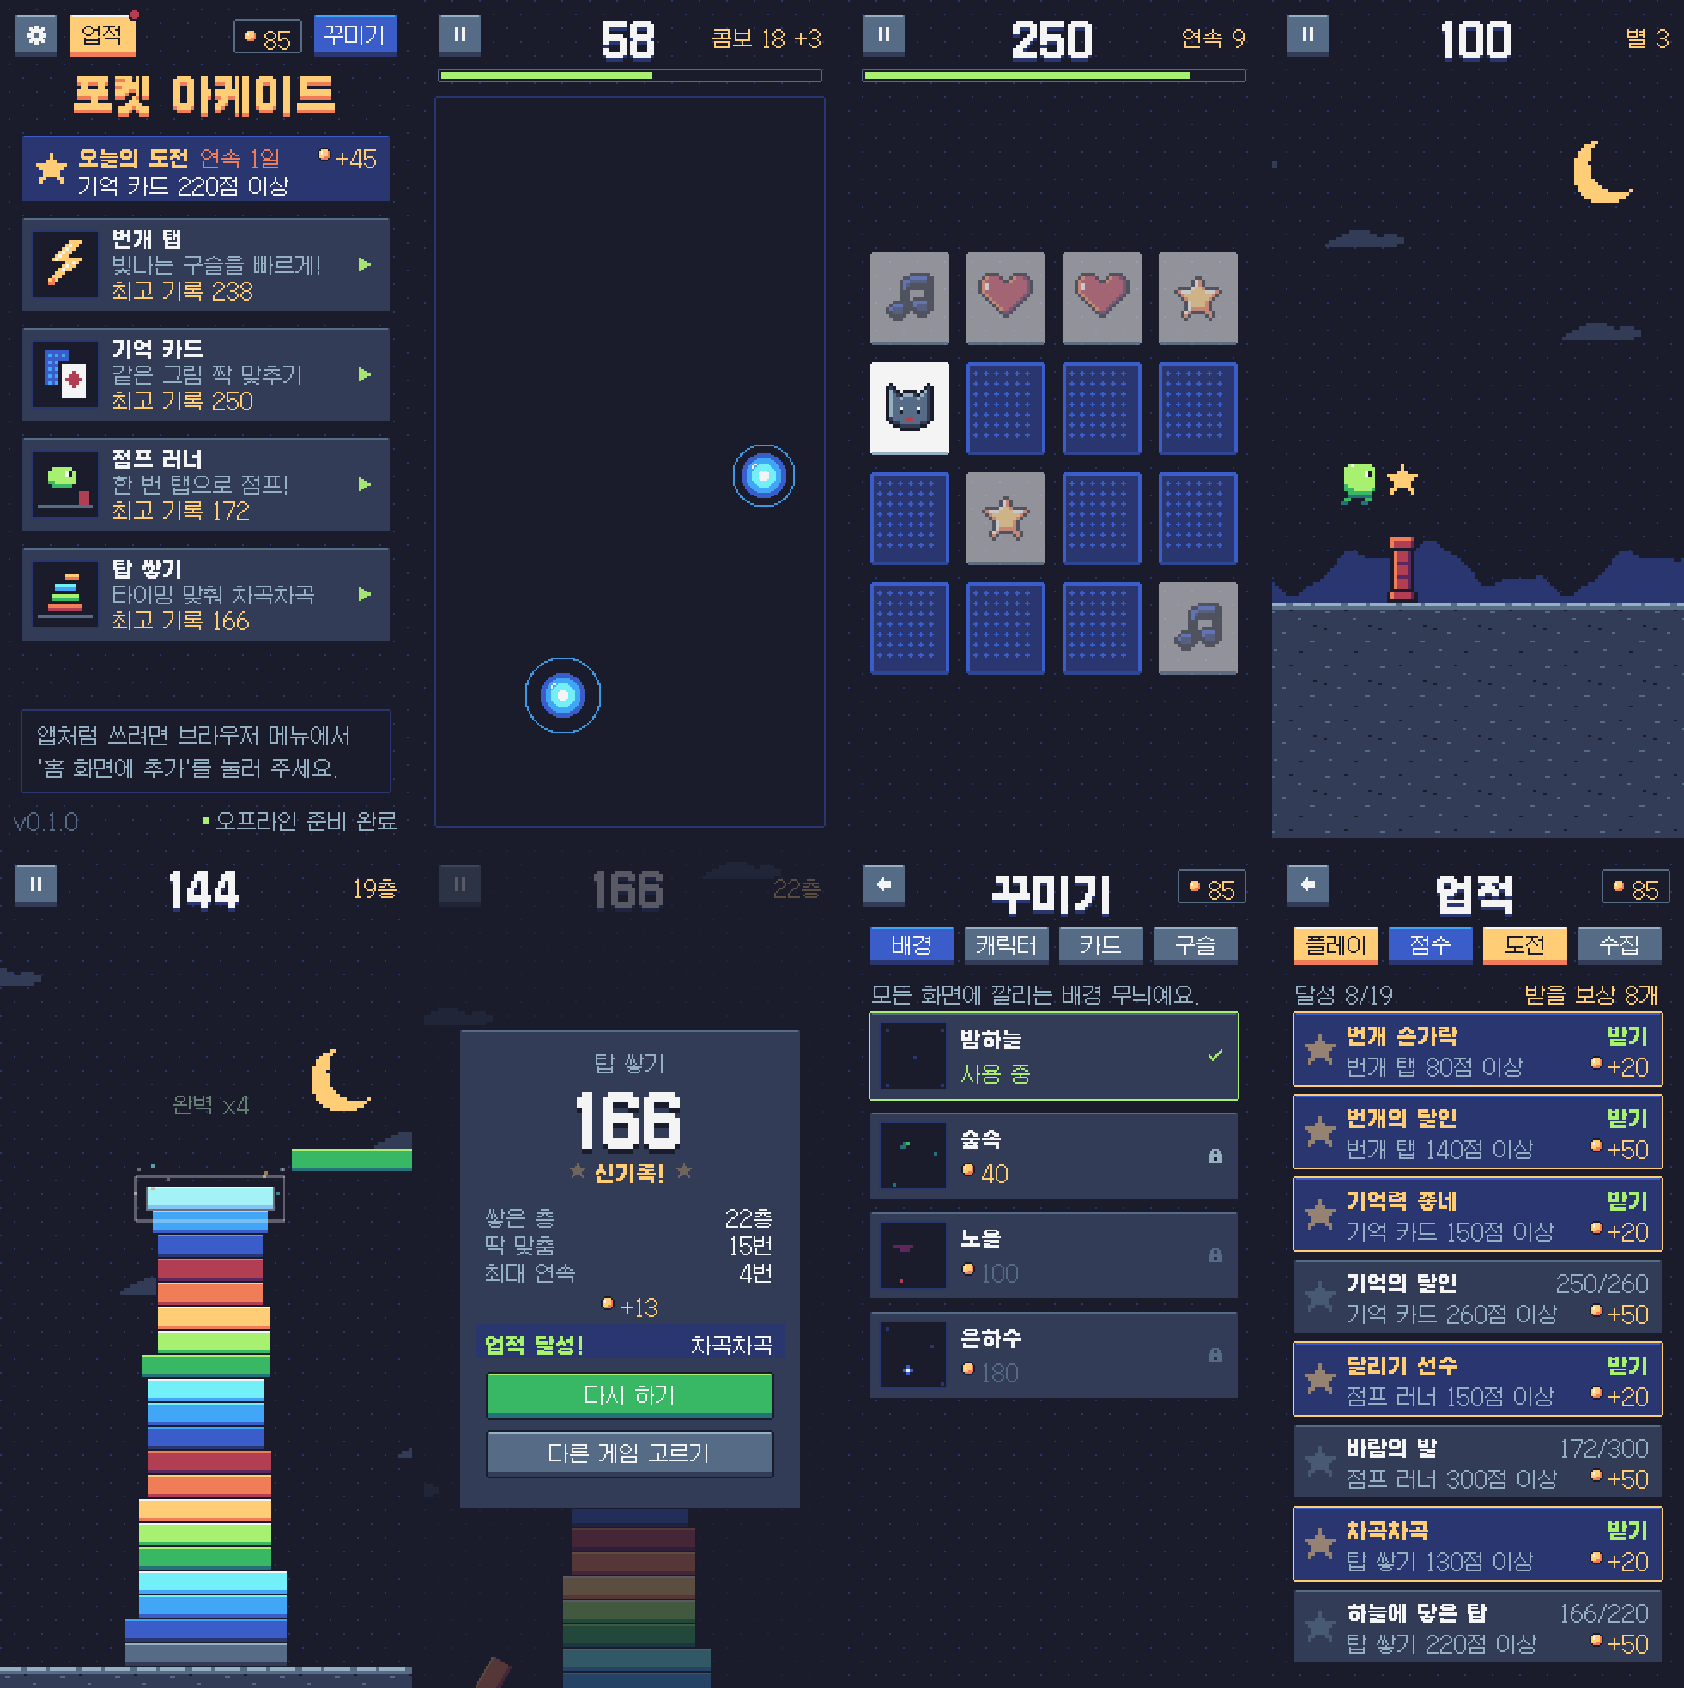 업적
85
꾸미기
포켓 아케이드
오늘의 도전 연속 1일 +45
기억 카드 220점 이상
번개 탭
빛나는 구슬을 빠르게!
최고 기록 238
기억 카드
같은 그림 짝 맞추기
최고 기록 250
점프 러너
한 번 탭으로 점프!
최고 기록 172
탑 쌓기
타이밍 맞춰 차곡차곡
최고 기록 166
앱처럼 쓰려면 브라우저 메뉴에서
'홈 화면에 추가'를 눌러 주세요.
v0.1.0
오프라인 준비 완료
58
콤보 18 +3
250
연속 9
100
별 3
144
19층
완벽 x4
166
22층
탑 쌓기
166
신기록!
쌓은 층 22층
딱 맞춤 15번
최대 연속 4번
+13
업적 달성! 차곡차곡
다시 하기
다른 게임 고르기
꾸미기
85
배경 캐릭터 카드 구슬
모든 화면에 깔리는 배경 무늬예요.
밤하늘
사용 중
숲속
40
노을
100
은하수
180
업적
85
플레이 점수 도전 수집
달성 8/19 받을 보상 8개
번개 손가락 받기
번개 탭 80점 이상 +20
번개의 달인 받기
번개 탭 140점 이상 +50
기억력 좋네 받기
기억 카드 150점 이상 +20
기억의 달인 250/260
기억 카드 260점 이상 +50
달리기 선수 받기
점프 러너 150점 이상 +20
바람의 발 172/300
점프 러너 300점 이상 +50
차곡차곡 받기
탑 쌓기 130점 이상 +20
하늘에 닿은 탑 166/220
탑 쌓기 220점 이상 +50